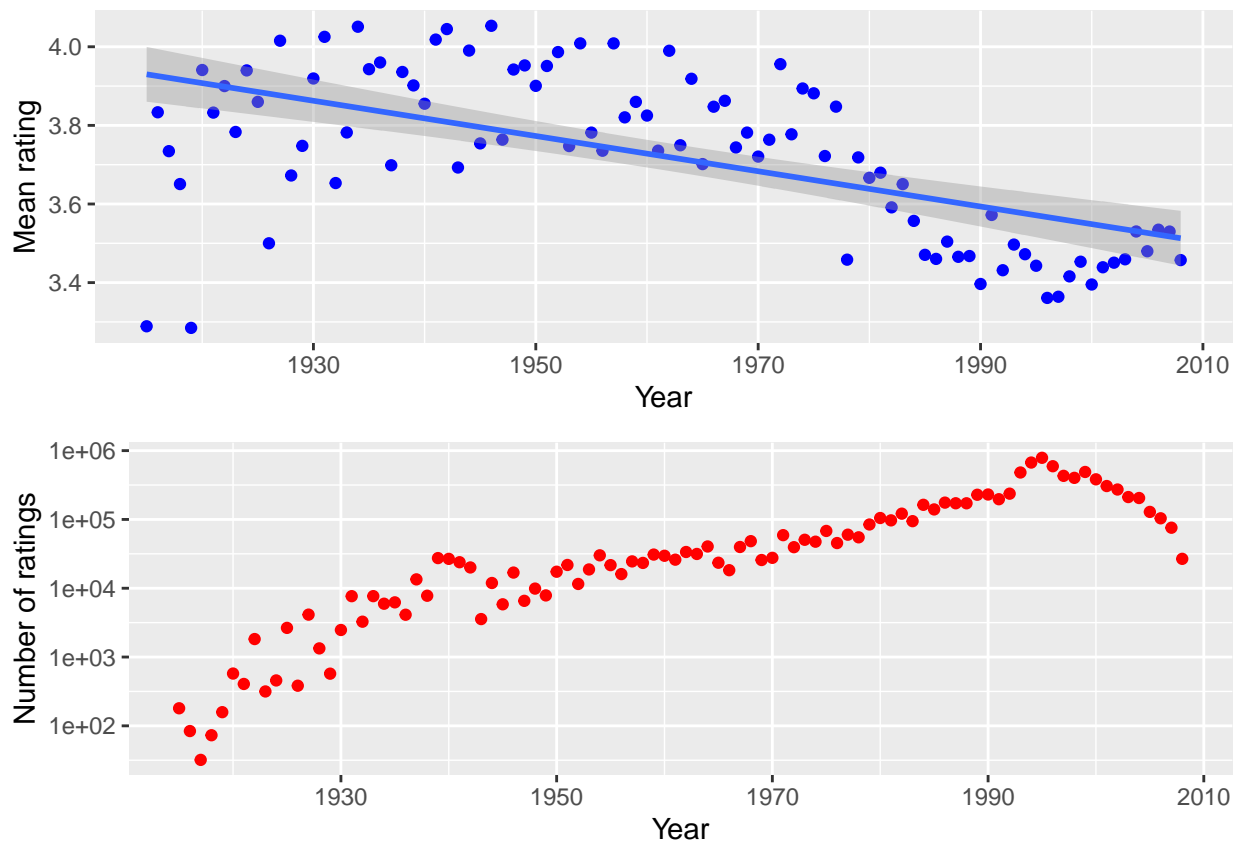 Mean rating
4.0
3.8
3.6
3.4
1930 1950 1970 1990 2010
Year
Number of ratings
1e+06
1e+05
1e+04
1e+03
1e+02
1930 1950 1970 1990 2010
Year